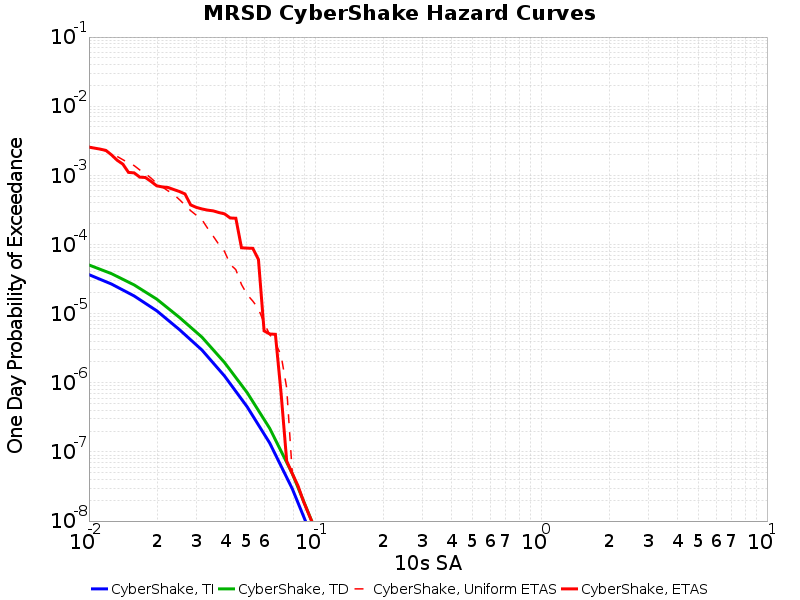 MRSD CyberShake Hazard Curves
One Day Probability of Exceedance
10-1
10-2
10-3
10-4
10-5
10-6
10-7
10-8
10-2 2 3 4 5 6 10-1 2 3 4 5 6 7 100 2 3 4 5 6 7 101
10s SA
CyberShake, TI CyberShake, TD CyberShake, Uniform ETAS CyberShake, ETAS